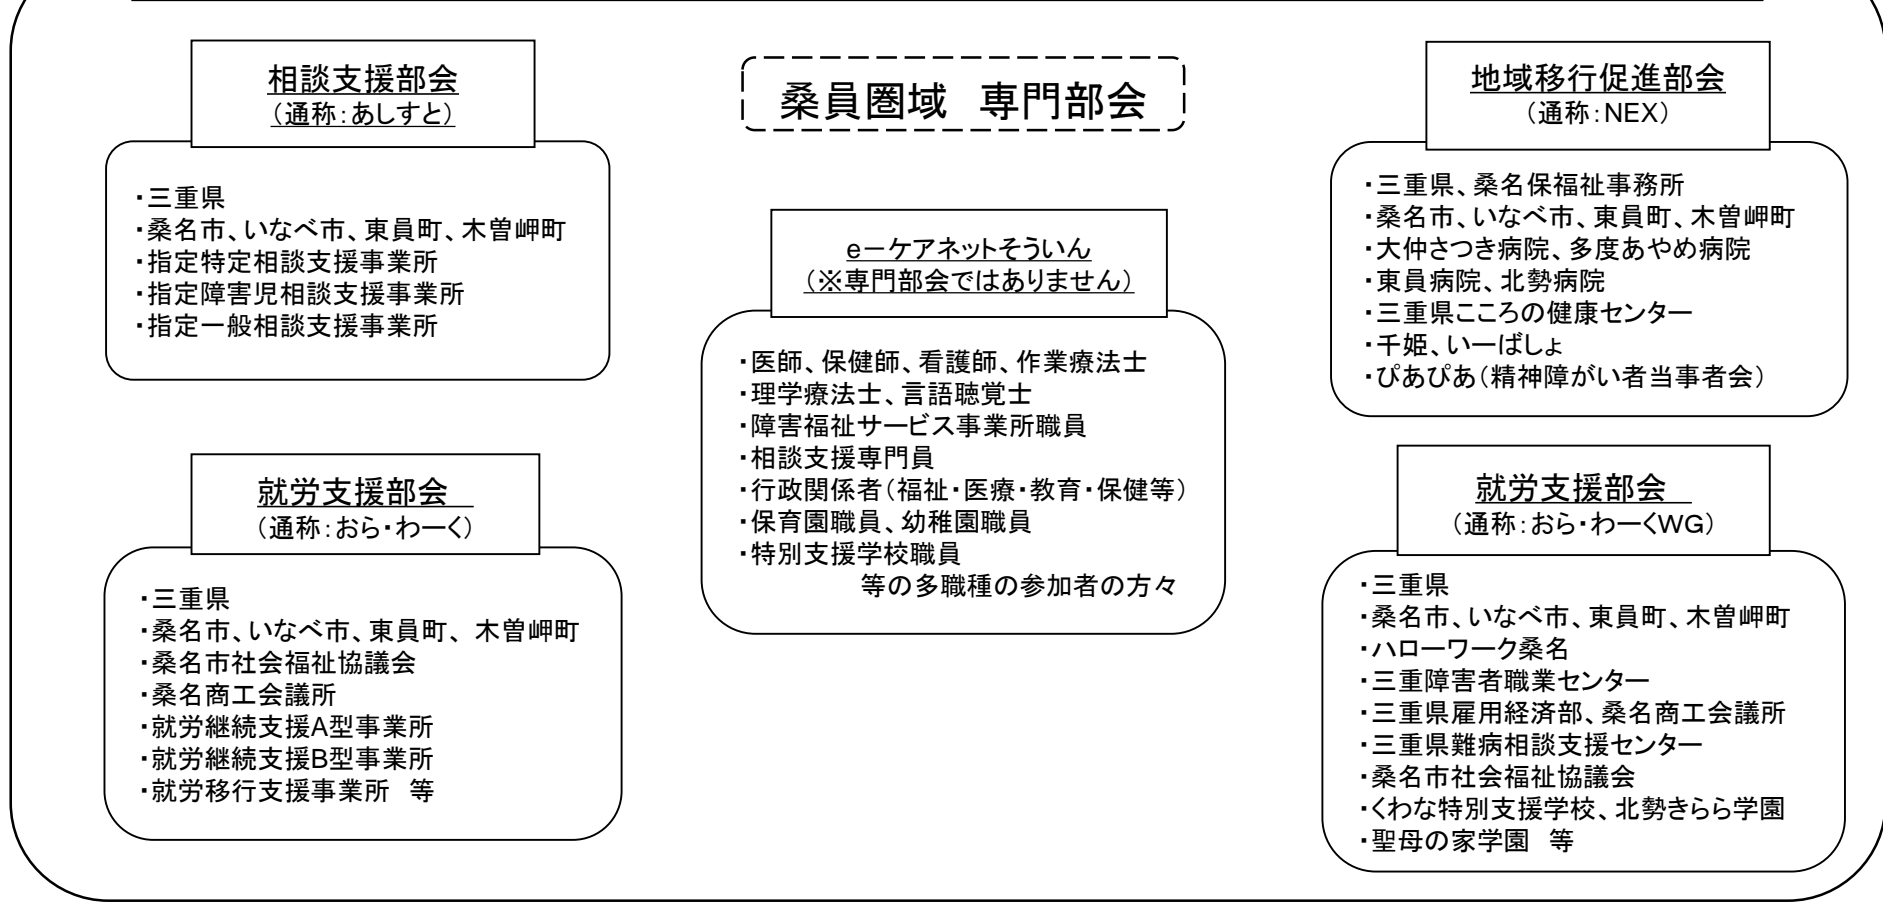 相談支援部会
（通称：あしすと）
・三重県
・桑名市、いなべ市、東員町、木曽岬町
・指定特定相談支援事業所
・指定障害児相談支援事業所
・指定一般相談支援事業所
桑員圏域　専門部会
地域移行促進部会
（通称：NEX）
・三重県、桑名保福祉事務所
・桑名市、いなべ市、東員町、木曽岬町
・大仲さつき病院、多度あやめ病院
・東員病院、北勢病院
・三重県こころの健康センター
・千姫、いーばしょ
・ぴあぴあ（精神障がい者当事者会）
e－ケアネットそういん
（※専門部会ではありません）
・医師、保健師、看護師、作業療法士
・理学療法士、言語聴覚士
・障害福祉サービス事業所職員
・相談支援専門員
・行政関係者（福祉・医療・教育・保健等）
・保育園職員、幼稚園職員
・特別支援学校職員
等の多職種の参加者の方々
就労支援部会
（通称：おら・わーく）
・三重県
・桑名市、いなべ市、東員町、木曽岬町
・桑名市社会福祉協議会
・桑名商工会議所
・就労継続支援A型事業所
・就労継続支援B型事業所
・就労移行支援事業所　等
就労支援部会
（通称：おら・わーくWG）
・三重県
・桑名市、いなべ市、東員町、木曽岬町
・ハローワーク桑名
・三重障害者職業センター
・三重県雇用経済部、桑名商工会議所
・三重県難病相談支援センター
・桑名市社会福祉協議会
・くわな特別支援学校、北勢きらら学園
・聖母の家学園　等